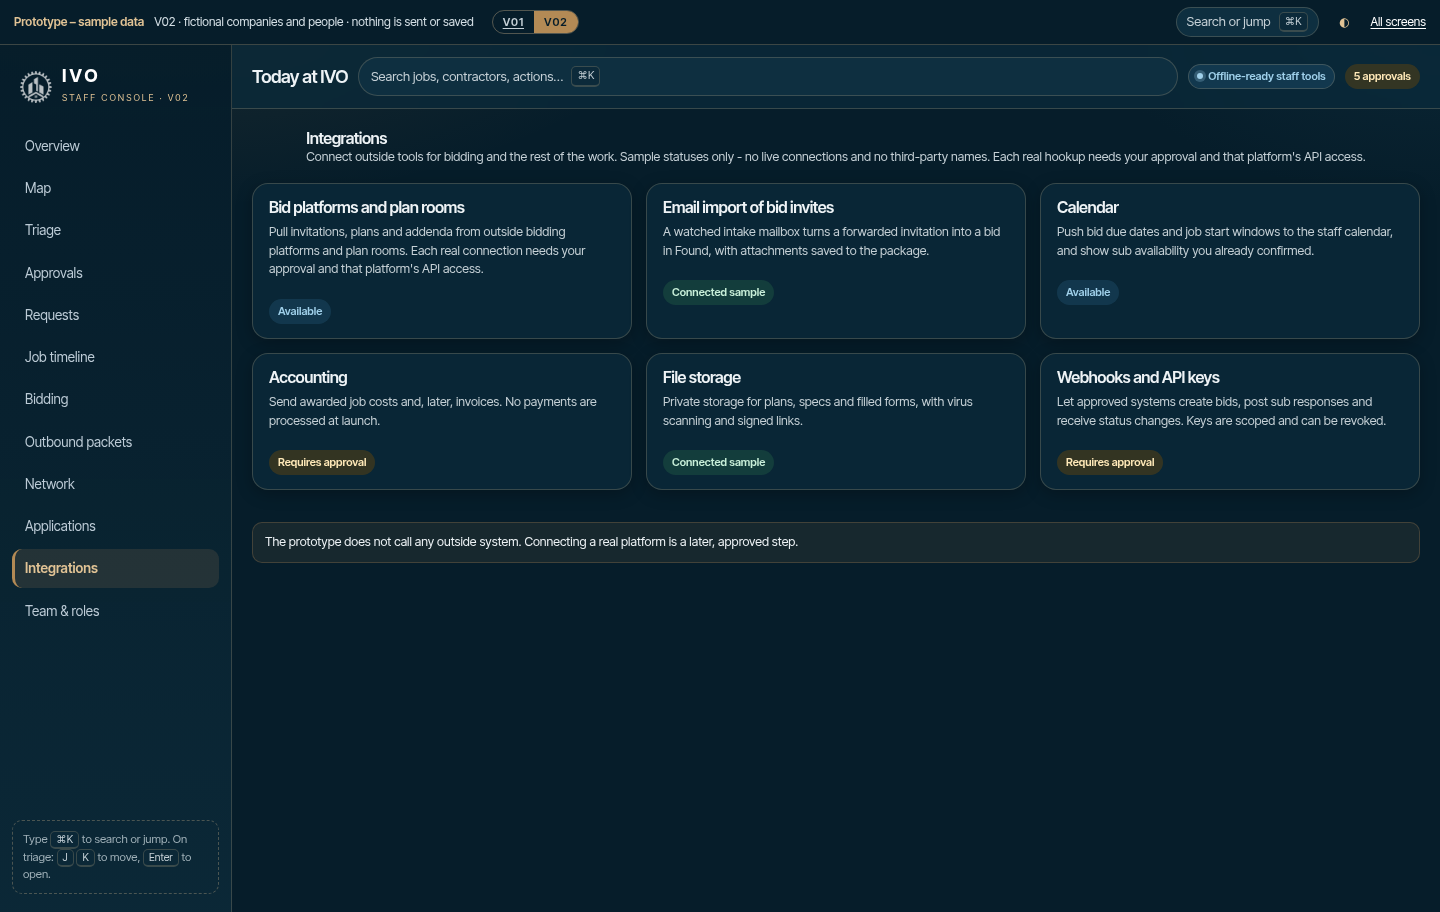 Prototype – sample data V02 · fictional companies and people · nothing is sent or saved V01 V02 Search or jump ⌘K All screens
IVO
STAFF CONSOLE · V02
Overview
Map
Triage
Approvals
Requests
Job timeline
Bidding
Outbound packets
Network
Applications
Integrations
Team & roles
Type ⌘K to search or jump. On
triage: J K to move, Enter to
open.
Today at IVO Search jobs, contractors, actions... ⌘K Offline-ready staff tools 5 approvals
Integrations
Connect outside tools for bidding and the rest of the work. Sample statuses only - no live connections and no third-party names. Each real hookup needs your approval and that platform's API access.
Bid platforms and plan rooms
Pull invitations, plans and addenda from outside bidding
platforms and plan rooms. Each real connection needs your
approval and that platform's API access.
Available
Email import of bid invites
A watched intake mailbox turns a forwarded invitation into a bid
in Found, with attachments saved to the package.
Connected sample
Calendar
Push bid due dates and job start windows to the staff calendar,
and show sub availability you already confirmed.
Available
Accounting
Send awarded job costs and, later, invoices. No payments are
processed at launch.
Requires approval
File storage
Private storage for plans, specs and filled forms, with virus
scanning and signed links.
Connected sample
Webhooks and API keys
Let approved systems create bids, post sub responses and
receive status changes. Keys are scoped and can be revoked.
Requires approval
The prototype does not call any outside system. Connecting a real platform is a later, approved step.